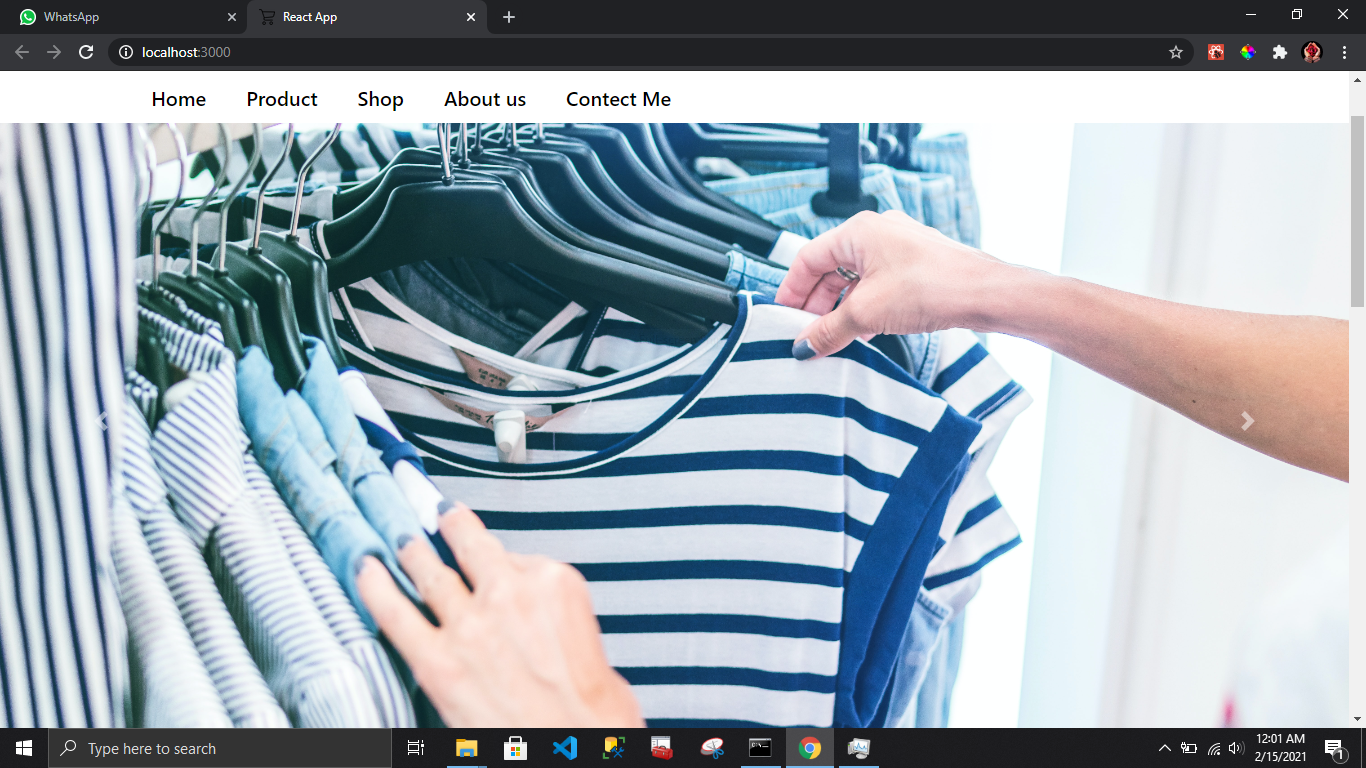 WhatsApp
React App
localhost:3000
Home Product Shop About us Contect Me
Type here to search
12:01 AM
2/15/2021
1